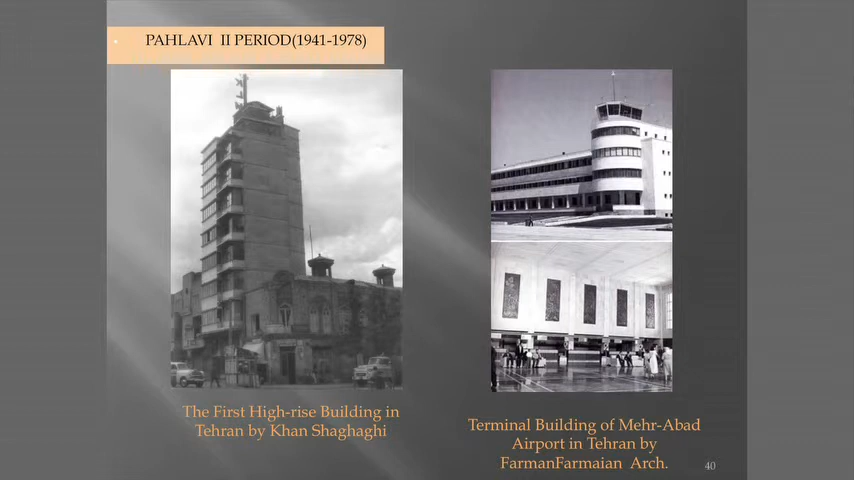 PAHLAVI II PERIOD(1941-1978)
The First High-rise Building in
Tehran by Khan Shaghaghi
Terminal Building of Mehr-Abad
Airport in Tehran by
FarmanFarmaian Arch.
40